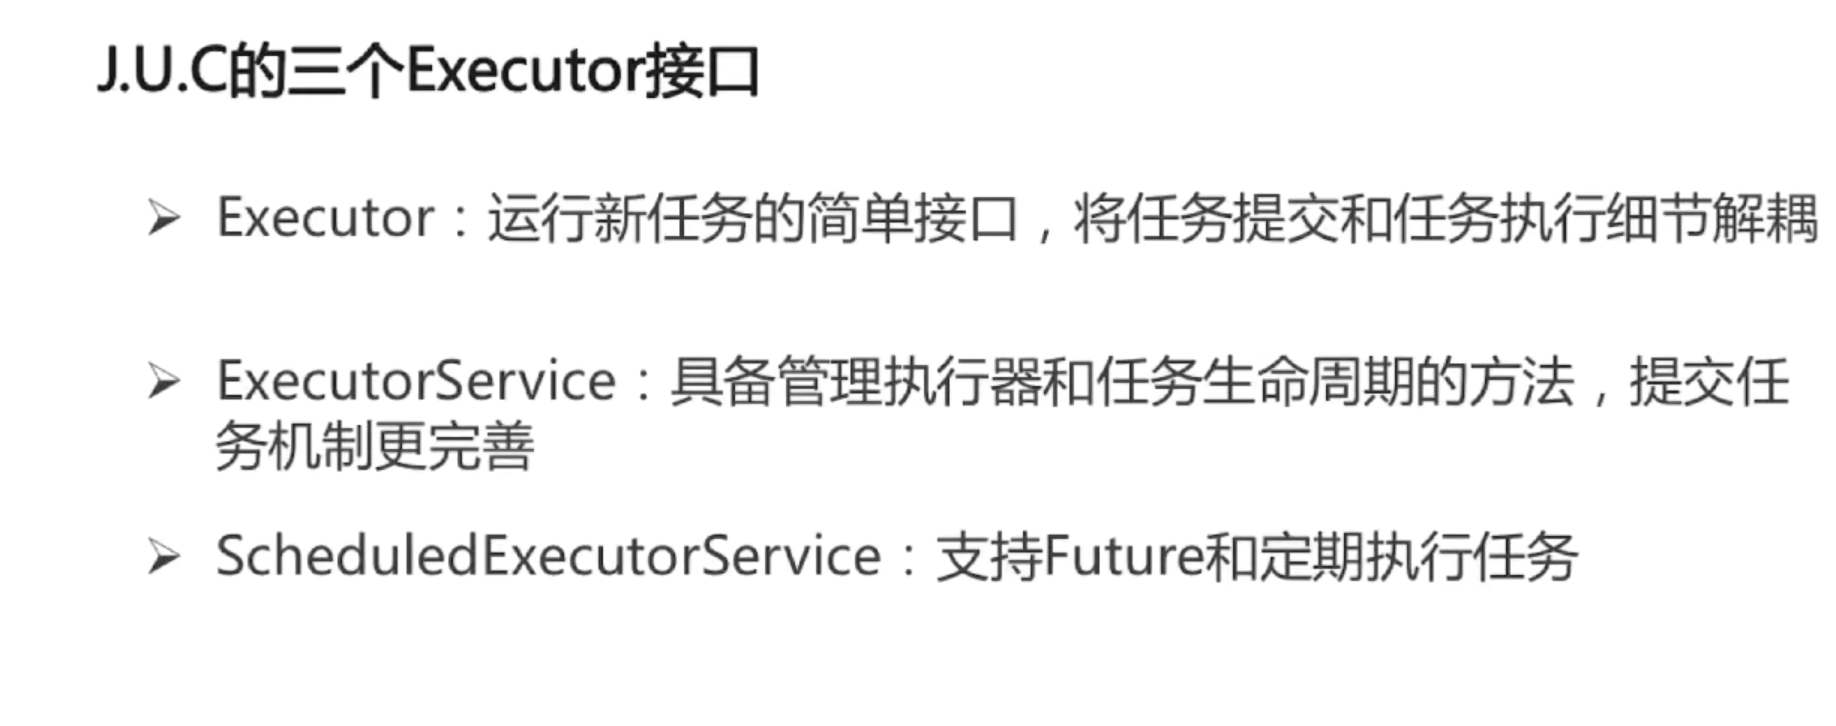 J.U.C的三个Executor接口
➢ Executor：运行新任务的简单接口，将任务提交和任务执行细节解耦
➢ ExecutorService：具备管理执行器和任务生命周期的方法，提交任
务机制更完善
➢ ScheduledExecutorService：支持Future和定期执行任务